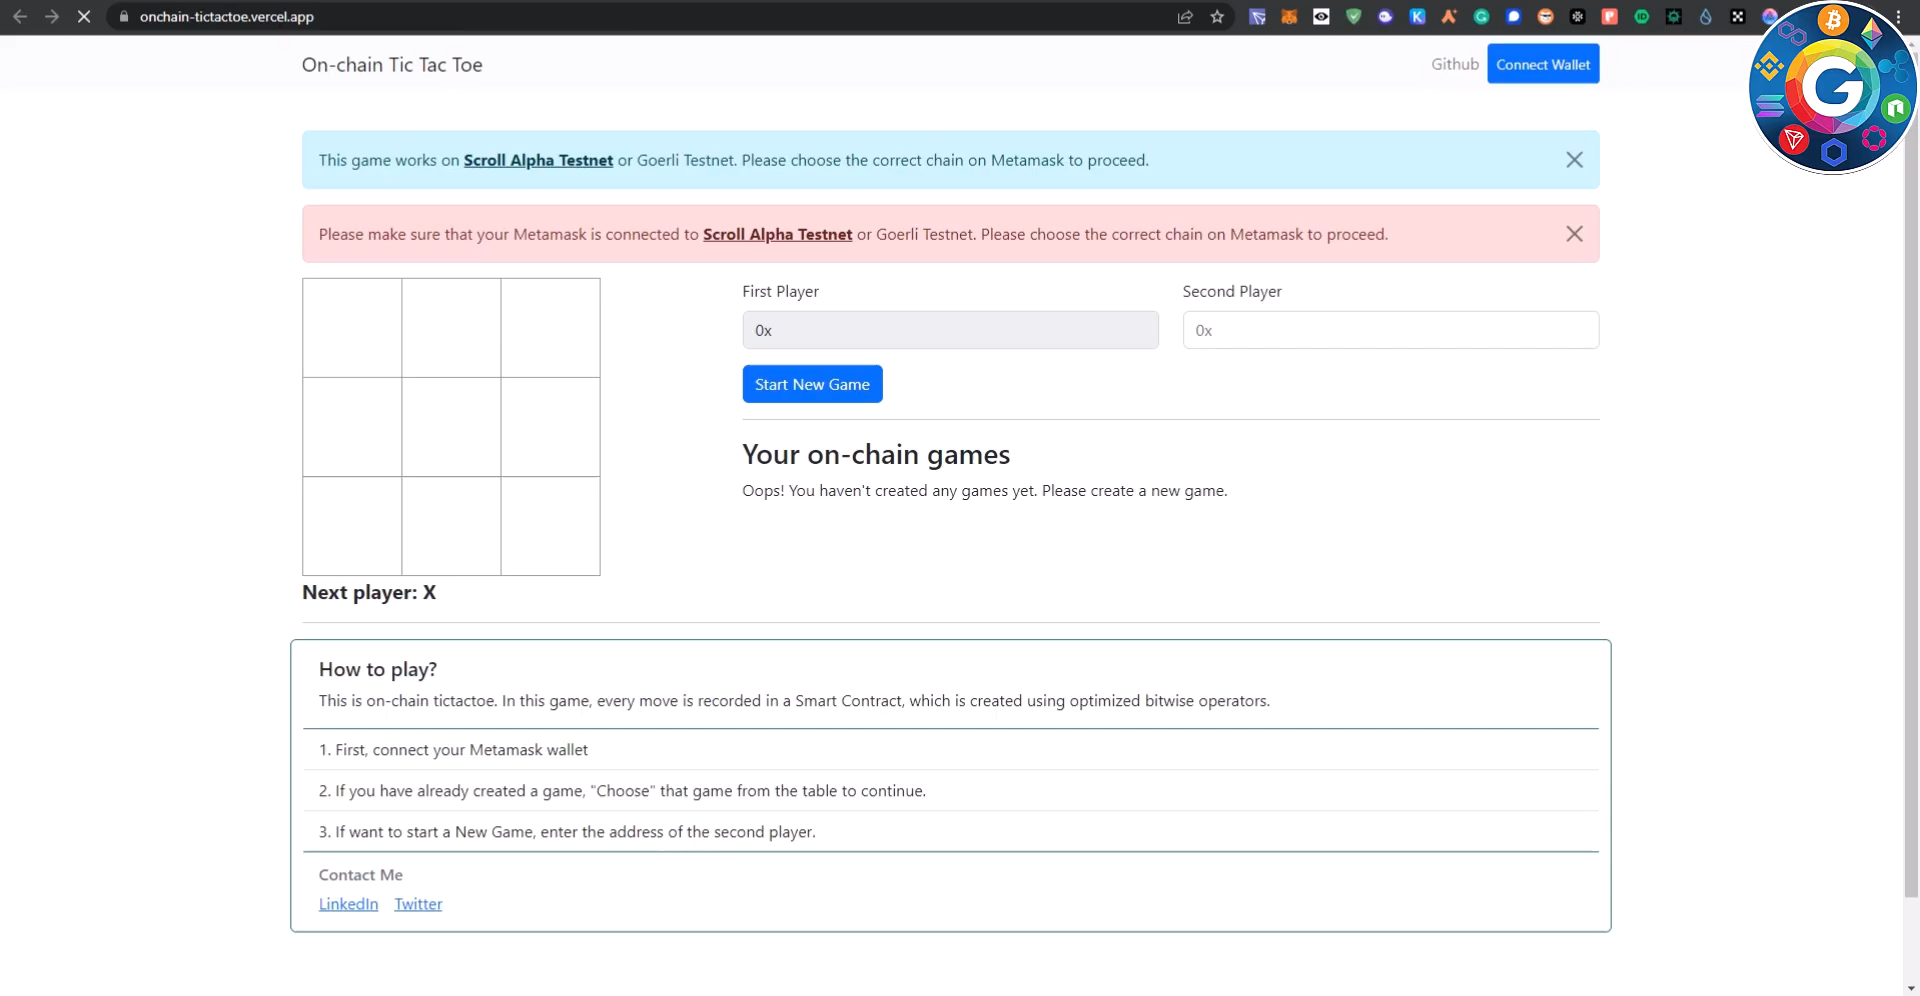 onchain-tictactoe.vercel.app
On-chain Tic Tac Toe
Github
Connect Wallet
This game works on Scroll Alpha Testnet or Goerli Testnet. Please choose the correct chain on Metamask to proceed.
Please make sure that your Metamask is connected to Scroll Alpha Testnet or Goerli Testnet. Please choose the correct chain on Metamask to proceed.
First Player
Second Player
0x
0x
Start New Game
Your on-chain games
Oops! You haven't created any games yet. Please create a new game.
Next player: X
How to play?
This is on-chain tictactoe. In this game, every move is recorded in a Smart Contract, which is created using optimized bitwise operators.
1. First, connect your Metamask wallet
2. If you have already created a game, "Choose" that game from the table to continue.
3. If want to start a New Game, enter the address of the second player.
Contact Me
LinkedIn Twitter